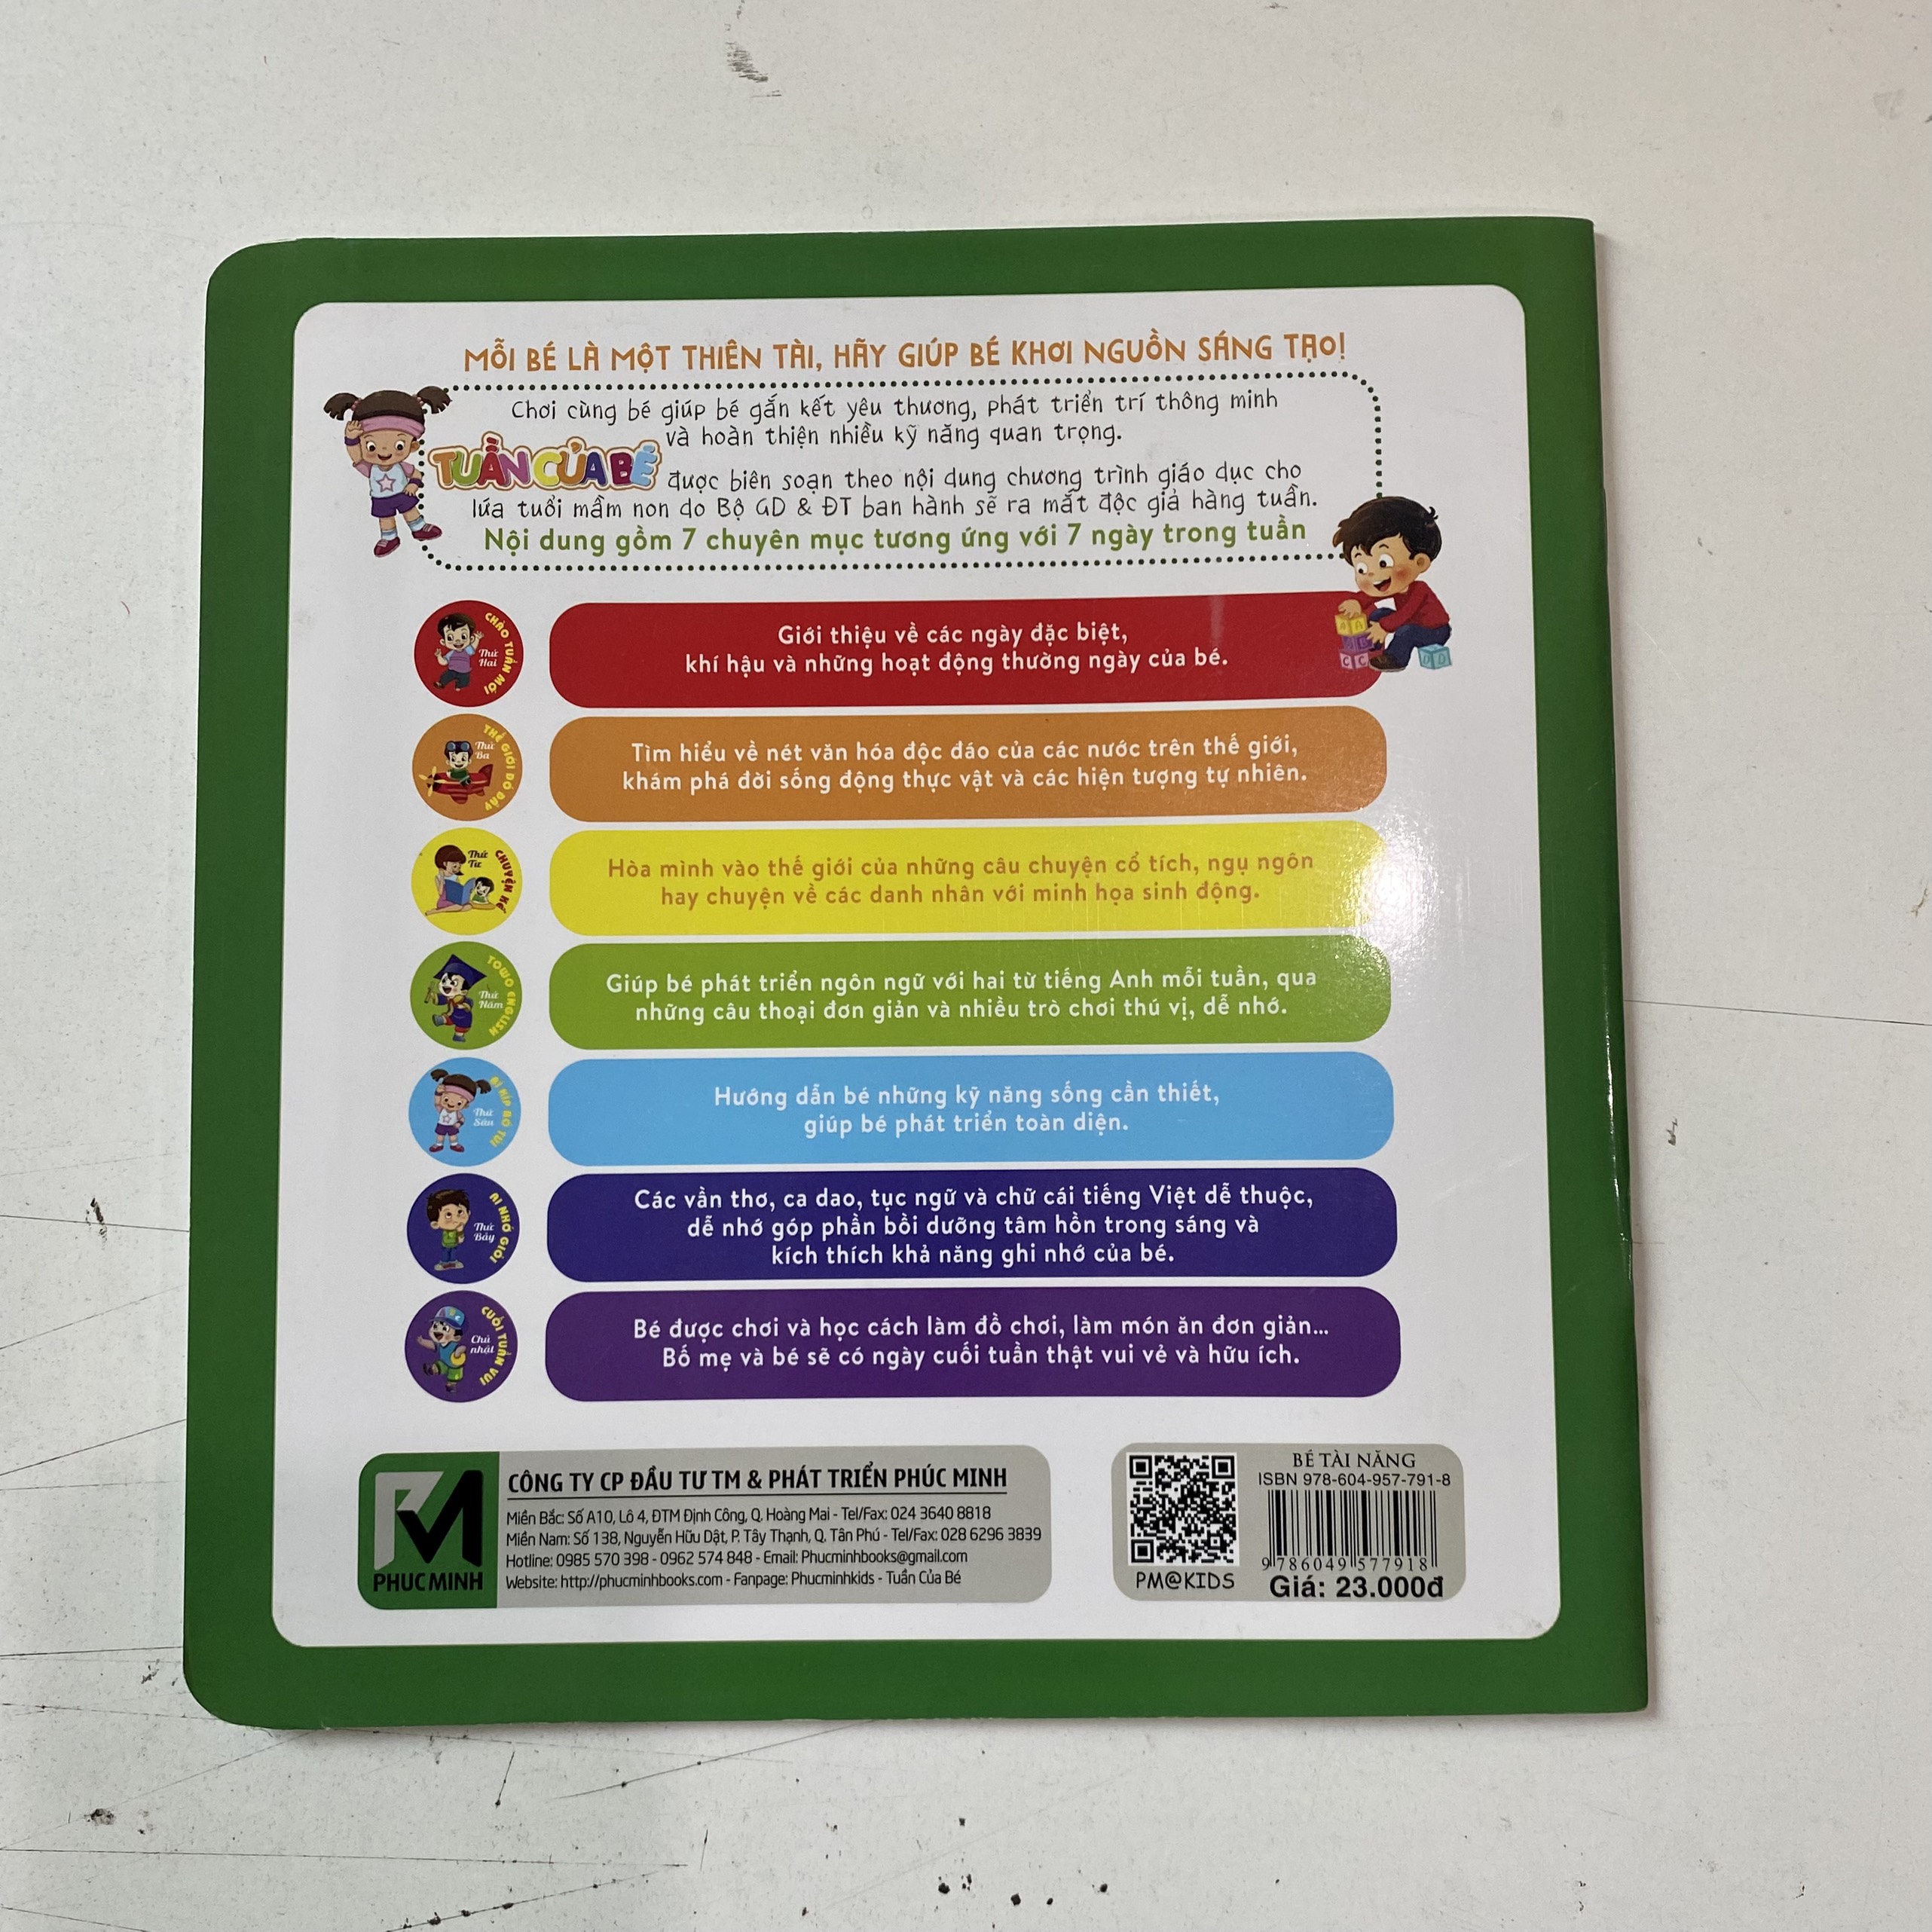 MỖI BÉ LÀ MỘT THIÊN TÀI, HÃY GIÚP BÉ KHƠI NGUỒN SÁNG TẠO!
Chơi cùng bé giúp bé gắn kết yêu thương, phát triển trí thông minh
và hoàn thiện nhiều kỹ năng quan trọng.
TUẦN CỦA BÉ được biên soạn theo nội dung chương trình giáo dục cho
lứa tuổi mầm non do Bộ GD & ĐT ban hành sẽ ra mắt độc giả hàng tuần.
Nội dung gồm 7 chuyên mục tương ứng với 7 ngày trong tuần
CHÀO TUẦN MỚI
Thứ
Hai
Giới thiệu về các ngày đặc biệt,
khí hậu và những hoạt động thường ngày của bé.
THẾ GIỚI ĐÓ ĐÂY
Thứ
Ba
Tìm hiểu về nét văn hóa độc đáo của các nước trên thế giới,
khám phá đời sống động thực vật và các hiện tượng tự nhiên.
CHUYỆN KỂ
Thứ
Tư
Hòa mình vào thế giới của những câu chuyện cổ tích, ngụ ngôn
hay chuyện về các danh nhân với minh họa sinh động.
TOWO ENGLISH
Thứ
Năm
Giúp bé phát triển ngôn ngữ với hai từ tiếng Anh mỗi tuần, qua
những câu thoại đơn giản và nhiều trò chơi thú vị, dễ nhớ.
BÍ KÍP BỎ TÚI
Thứ
Sáu
Hướng dẫn bé những kỹ năng sống cần thiết,
giúp bé phát triển toàn diện.
AI NHỚ GIỎI
Thứ
Bảy
Các vần thơ, ca dao, tục ngữ và chữ cái tiếng Việt dễ thuộc,
dễ nhớ góp phần bồi dưỡng tâm hồn trong sáng và
kích thích khả năng ghi nhớ của bé.
CUỐI TUẦN VUI
Chủ
nhật
Bé được chơi và học cách làm đồ chơi, làm món ăn đơn giản...
Bố mẹ và bé sẽ có ngày cuối tuần thật vui vẻ và hữu ích.
PHUC MINH
CÔNG TY CP ĐẦU TƯ TM & PHÁT TRIỂN PHÚC MINH
Miền Bắc: Số A10, Lô 4, ĐTM Định Công, Q. Hoàng Mai - Tel/Fax: 024 3640 8818
Miền Nam: Số 138, Nguyễn Hữu Dật, P. Tây Thạnh, Q. Tân Phú - Tel/Fax: 028 6296 3839
Hotline: 0985 570 398 - 0962 574 848 - Email: Phucminhbooks@gmail.com
Website: http://phucminhbooks.com - Fanpage: Phucminhkids - Tuần Của Bé
PM@KIDS
BÉ TÀI NĂNG
ISBN 978-604-957-791-8
9 786049 577918
Giá: 23.000đ